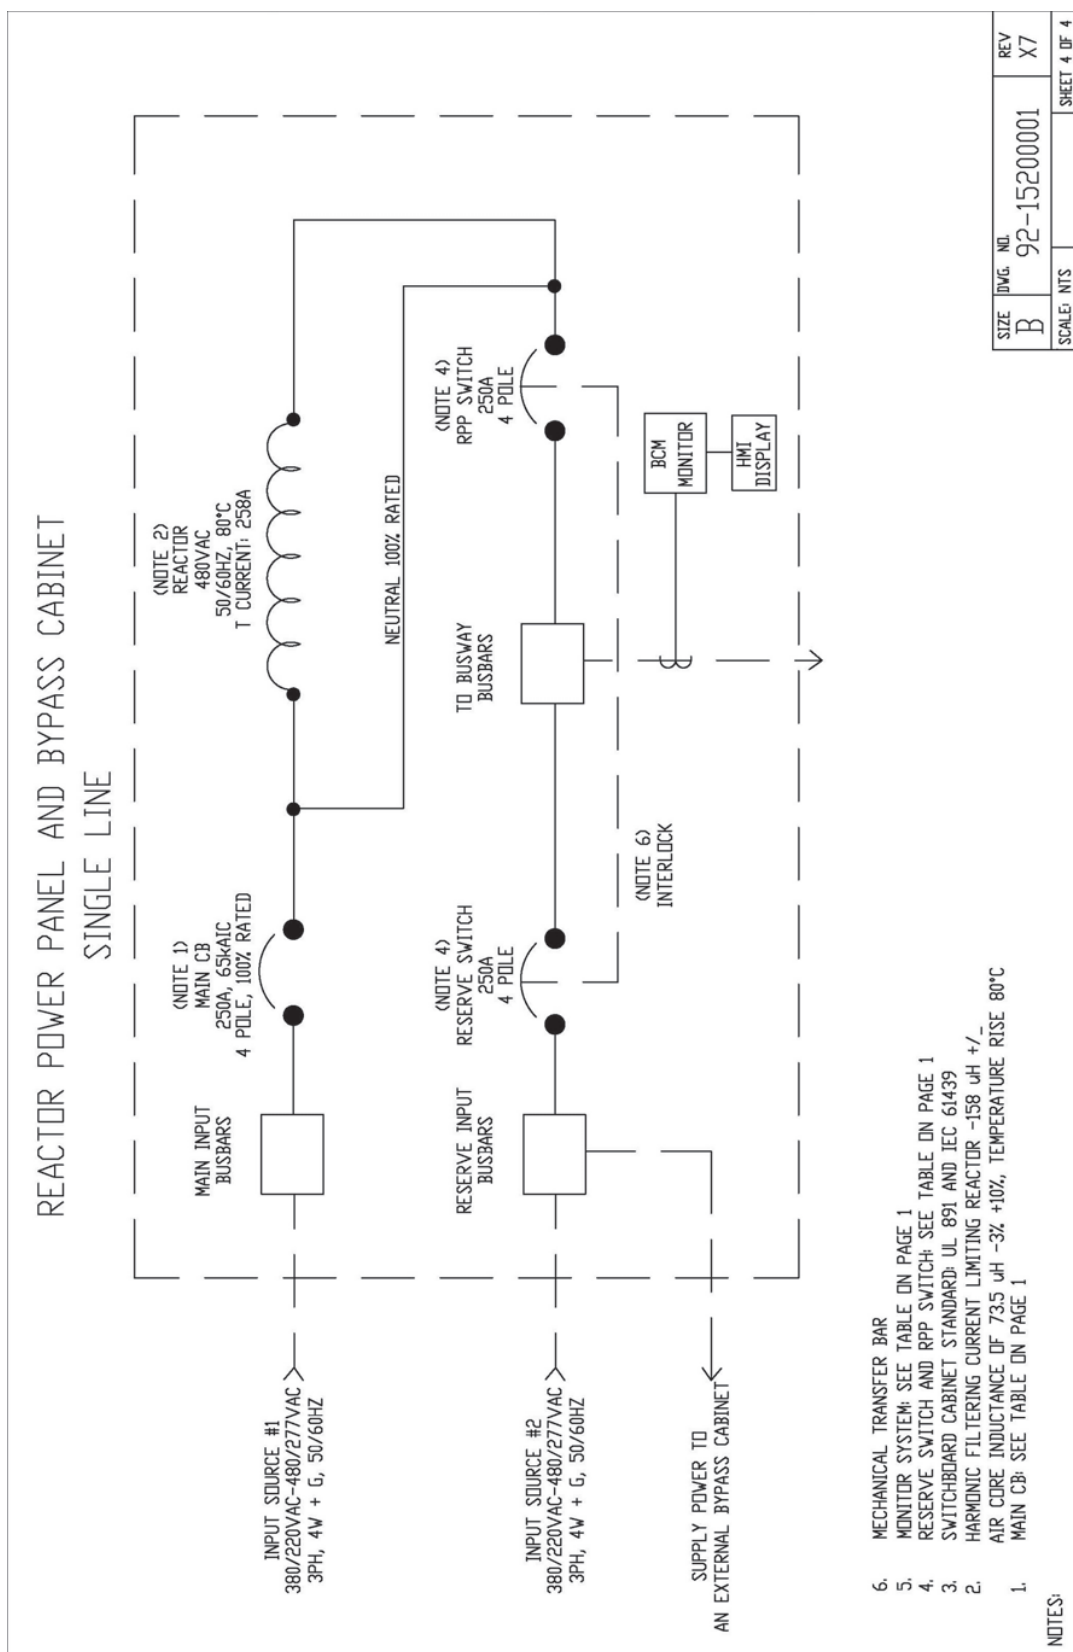 REACTOR POWER PANEL AND BYPASS CABINET
SINGLE LINE
(NOTE 1)
MAIN CB
250A, 65kAIC
4 POLE, 100% RATED
(NOTE 2)
REACTOR
480VAC
50/60HZ, 80°C
T CURRENT: 258A
MAIN INPUT
BUSBARS
INPUT SOURCE #1
380/220VAC-480/277VAC
3PH, 4W + G, 50/60HZ
NEUTRAL 100% RATED
RESERVE INPUT
BUSBARS
(NOTE 4)
RESERVE SWITCH
250A
4 POLE
TO BUSWAY
BUSBARS
(NOTE 4)
RPP SWITCH
250A
4 POLE
INPUT SOURCE #2
380/220VAC-480/277VAC
3PH, 4W + G, 50/60HZ
(NOTE 6)
INTERLOCK
BCM
MONITOR
HMI
DISPLAY
SUPPLY POWER TO
AN EXTERNAL BYPASS CABINET
6. MECHANICAL TRANSFER BAR
5. MONITOR SYSTEM: SEE TABLE ON PAGE 1
4. RESERVE SWITCH AND RPP SWITCH: SEE TABLE ON PAGE 1
3. SWITCHBOARD CABINET STANDARD: UL 891 AND IEC 61439
2. HARMONIC FILTERING CURRENT LIMITING REACTOR -158 uH +/_
AIR CORE INDUCTANCE OF 73.5 uH -3% +10%, TEMPERATURE RISE 80°C
1. MAIN CB: SEE TABLE ON PAGE 1
NOTES:
SIZE
B
DWG. NO.
92-15200001
REV
X7
SCALE: NTS
SHEET 4 OF 4